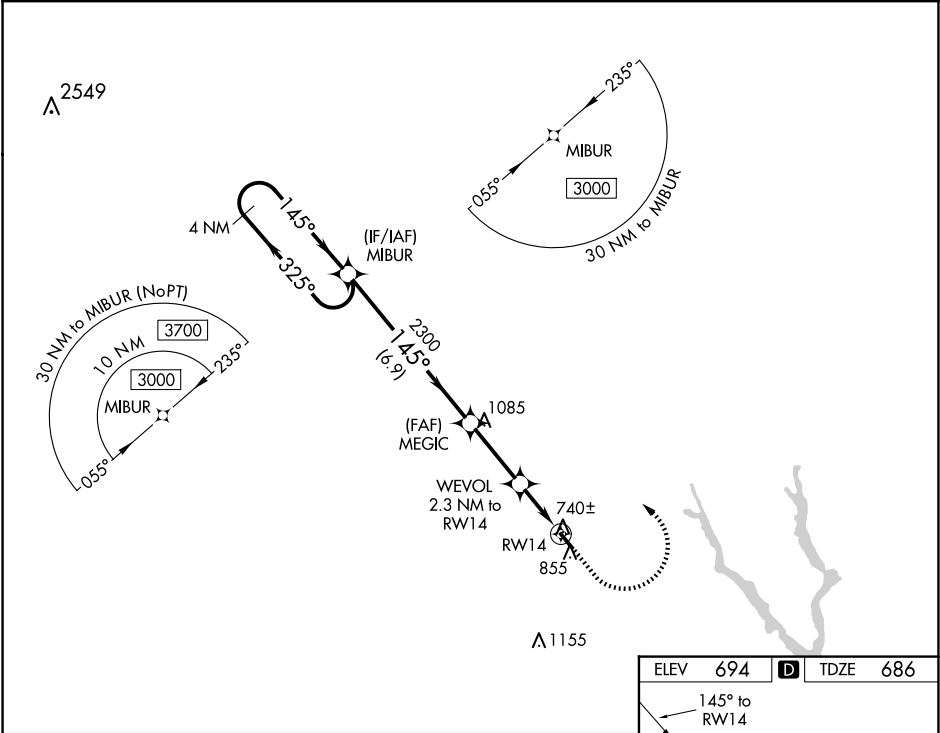 2549
235°
MIBUR
3000
055°
30 NM to MIBUR
145°
4 NM
325°
(IF/IAF)
MIBUR
30 NM to MIBUR (NoPT)
3700
10 NM
235°
3000
MIBUR
055°
2300
145°
(6.9)
1085
(FAF)
MEGIC
WEVOL
2.3 NM to
RW14
740±
RW14
855
1155
ELEV 694 D TDZE 686
145° to
RW14